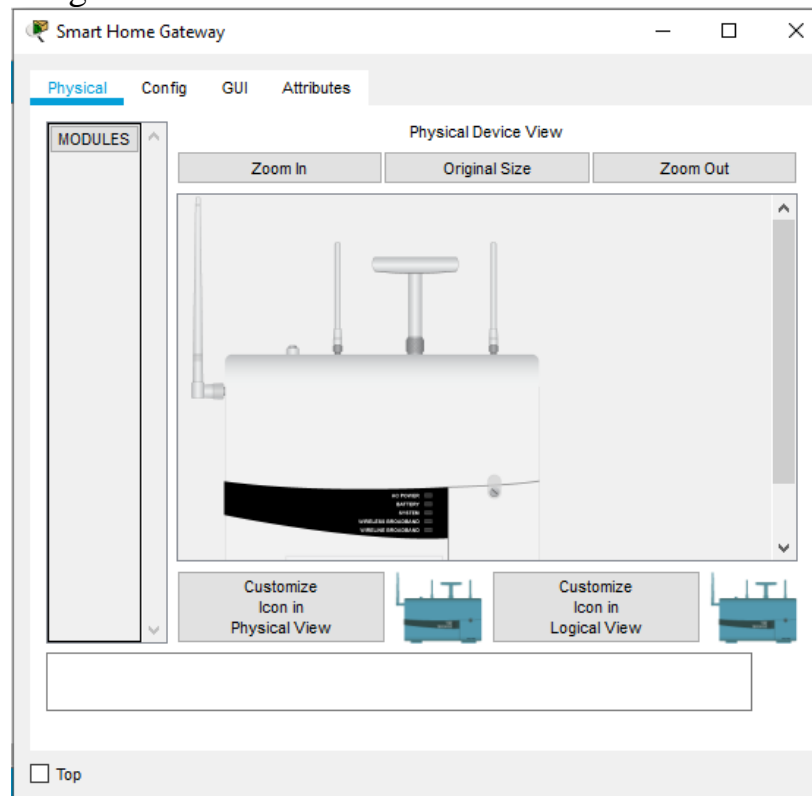 Smart Home Gateway
Physical Config GUI Attributes
MODULES
Physical Device View
Zoom In Original Size Zoom Out
AC POWER
BATTERY
SYSTEM
WIRELESS BROADBAND
WIRELINE BROADBAND
Customize
Icon in
Physical View
Customize
Icon in
Logical View
Top